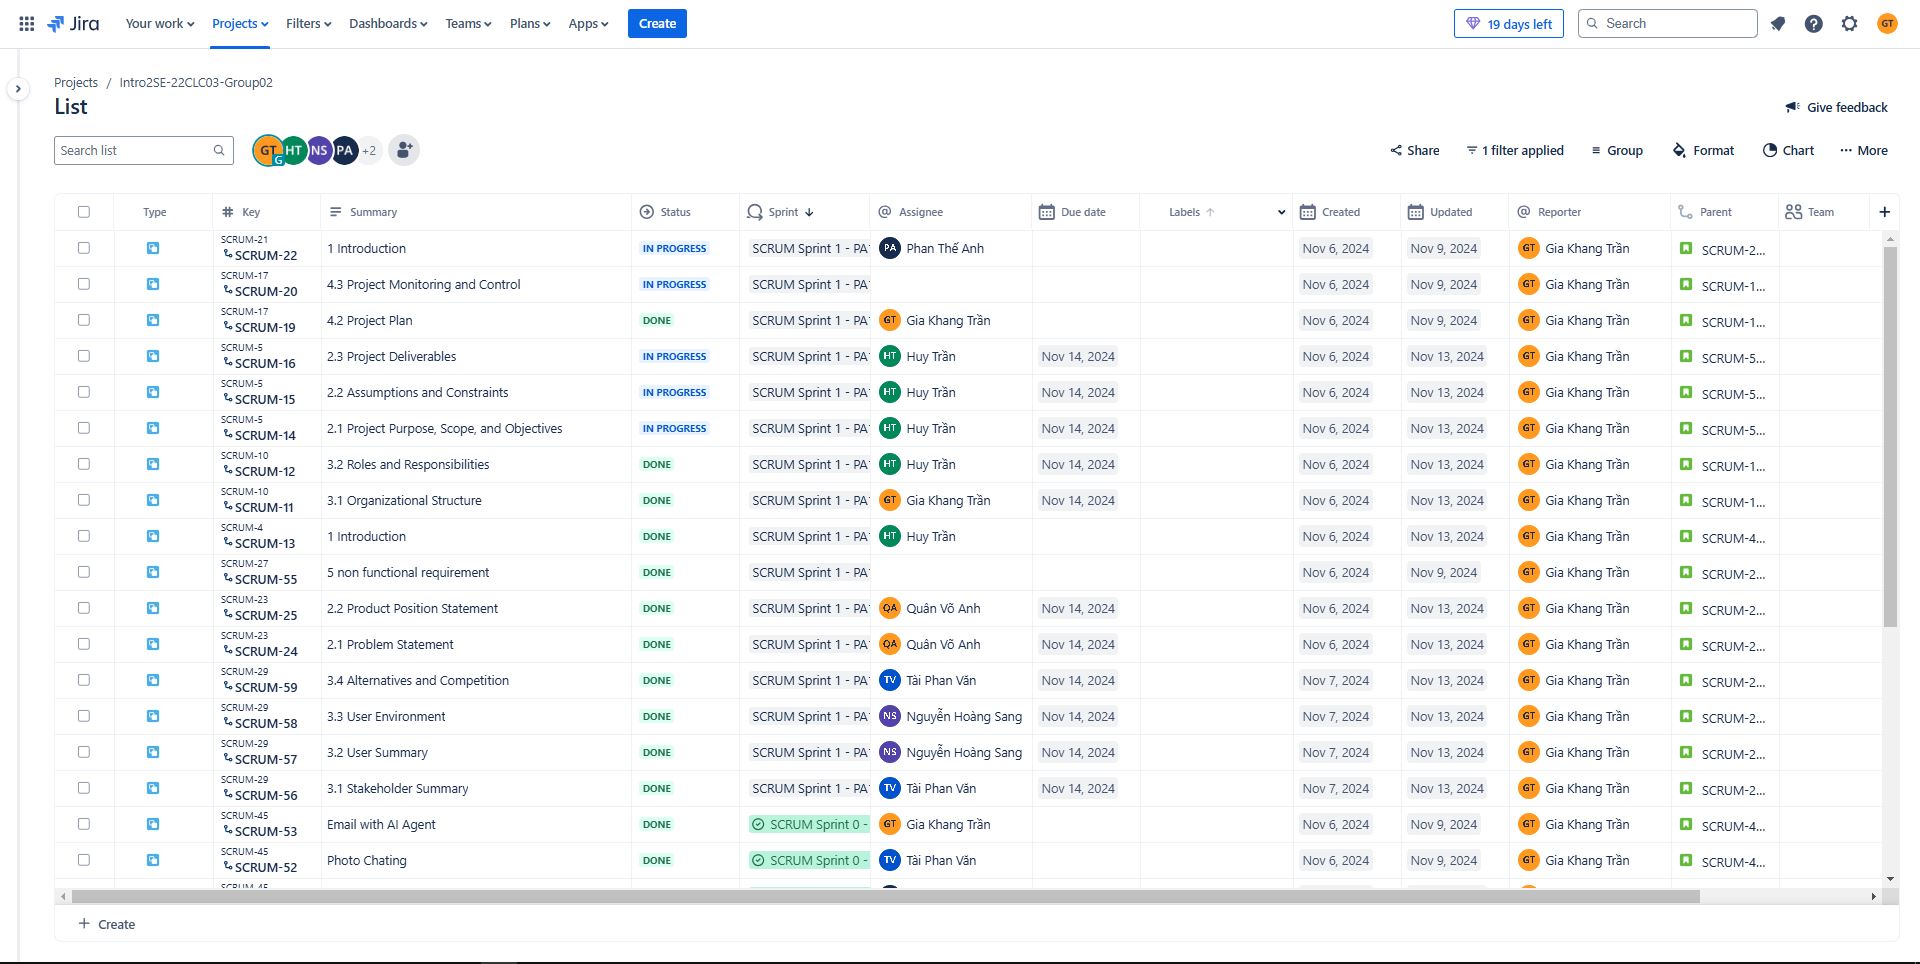 Jira Your work Projects Filters Dashboards Teams Plans Apps Create 19 days left Search GT
Projects / Intro2SE-22CLC03-Group02
List
Give feedback
Search list GT G HT NS PA +2 Share 1 filter applied Group Format Chart More
Type Key Summary Status Sprint Assignee Due date Labels Created Updated Reporter Parent Team
SCRUM-21
SCRUM-22 1 Introduction IN PROGRESS SCRUM Sprint 1 - PA PA Phan Thế Anh Nov 6, 2024 Nov 9, 2024 GT Gia Khang Trần SCRUM-2...
SCRUM-17
SCRUM-20 4.3 Project Monitoring and Control IN PROGRESS SCRUM Sprint 1 - PA Nov 6, 2024 Nov 9, 2024 GT Gia Khang Trần SCRUM-1...
SCRUM-17
SCRUM-19 4.2 Project Plan DONE SCRUM Sprint 1 - PA GT Gia Khang Trần Nov 6, 2024 Nov 9, 2024 GT Gia Khang Trần SCRUM-1...
SCRUM-5
SCRUM-16 2.3 Project Deliverables IN PROGRESS SCRUM Sprint 1 - PA HT Huy Trần Nov 14, 2024 Nov 6, 2024 Nov 13, 2024 GT Gia Khang Trần SCRUM-5...
SCRUM-5
SCRUM-15 2.2 Assumptions and Constraints IN PROGRESS SCRUM Sprint 1 - PA HT Huy Trần Nov 14, 2024 Nov 6, 2024 Nov 13, 2024 GT Gia Khang Trần SCRUM-5...
SCRUM-5
SCRUM-14 2.1 Project Purpose, Scope, and Objectives IN PROGRESS SCRUM Sprint 1 - PA HT Huy Trần Nov 14, 2024 Nov 6, 2024 Nov 13, 2024 GT Gia Khang Trần SCRUM-5...
SCRUM-10
SCRUM-12 3.2 Roles and Responsibilities DONE SCRUM Sprint 1 - PA HT Huy Trần Nov 14, 2024 Nov 6, 2024 Nov 13, 2024 GT Gia Khang Trần SCRUM-1...
SCRUM-10
SCRUM-11 3.1 Organizational Structure DONE SCRUM Sprint 1 - PA GT Gia Khang Trần Nov 14, 2024 Nov 6, 2024 Nov 13, 2024 GT Gia Khang Trần SCRUM-1...
SCRUM-4
SCRUM-13 1 Introduction DONE SCRUM Sprint 1 - PA HT Huy Trần Nov 6, 2024 Nov 13, 2024 GT Gia Khang Trần SCRUM-4...
SCRUM-27
SCRUM-55 5 non functional requirement DONE SCRUM Sprint 1 - PA Nov 6, 2024 Nov 9, 2024 GT Gia Khang Trần SCRUM-2...
SCRUM-23
SCRUM-25 2.2 Product Position Statement DONE SCRUM Sprint 1 - PA QA Quân Võ Anh Nov 14, 2024 Nov 6, 2024 Nov 13, 2024 GT Gia Khang Trần SCRUM-2...
SCRUM-23
SCRUM-24 2.1 Problem Statement DONE SCRUM Sprint 1 - PA QA Quân Võ Anh Nov 14, 2024 Nov 6, 2024 Nov 13, 2024 GT Gia Khang Trần SCRUM-2...
SCRUM-29
SCRUM-59 3.4 Alternatives and Competition DONE SCRUM Sprint 1 - PA TV Tài Phan Văn Nov 14, 2024 Nov 7, 2024 Nov 13, 2024 GT Gia Khang Trần SCRUM-2...
SCRUM-29
SCRUM-58 3.3 User Environment DONE SCRUM Sprint 1 - PA NS Nguyễn Hoàng Sang Nov 14, 2024 Nov 7, 2024 Nov 13, 2024 GT Gia Khang Trần SCRUM-2...
SCRUM-29
SCRUM-57 3.2 User Summary DONE SCRUM Sprint 1 - PA NS Nguyễn Hoàng Sang Nov 14, 2024 Nov 7, 2024 Nov 13, 2024 GT Gia Khang Trần SCRUM-2...
SCRUM-29
SCRUM-56 3.1 Stakeholder Summary DONE SCRUM Sprint 1 - PA TV Tài Phan Văn Nov 14, 2024 Nov 7, 2024 Nov 13, 2024 GT Gia Khang Trần SCRUM-2...
SCRUM-45
SCRUM-53 Email with AI Agent DONE SCRUM Sprint 0 - GT Gia Khang Trần Nov 6, 2024 Nov 9, 2024 GT Gia Khang Trần SCRUM-4...
SCRUM-45
SCRUM-52 Photo Chating DONE SCRUM Sprint 0 - TV Tài Phan Văn Nov 6, 2024 Nov 9, 2024 GT Gia Khang Trần SCRUM-4...
Create